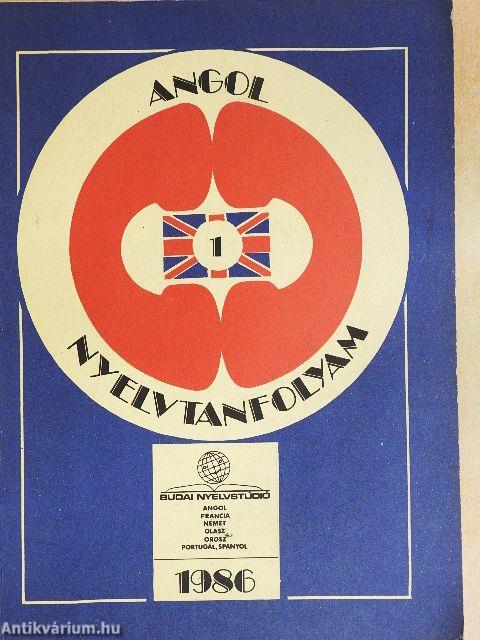 ANGOL
1
NYELVTANFOLYAM
BUDAI NYELVSTÚDIÓ
ANGOL
FRANCIA
NÉMET
OLASZ
OROSZ
PORTUGÁL, SPANYOL
1986
Antikvárium.hu